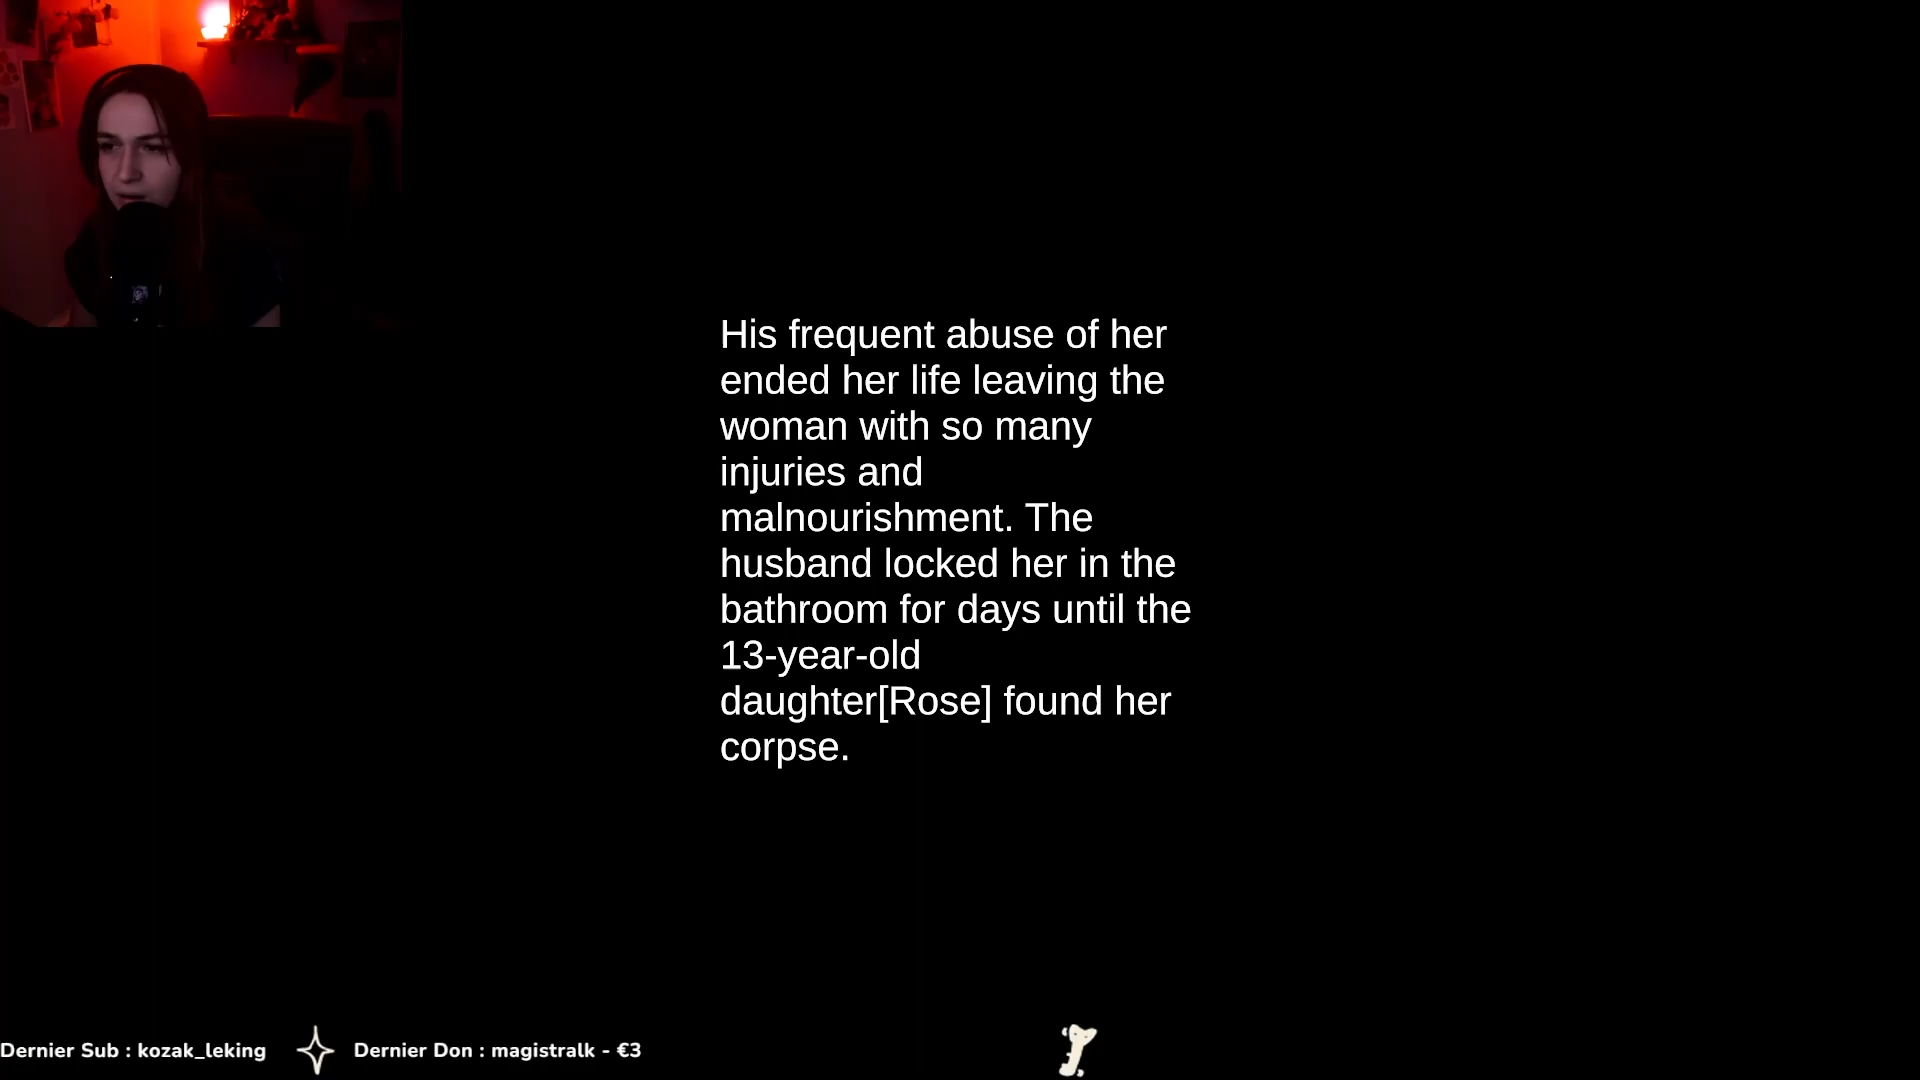 His frequent abuse of her
ended her life leaving the
woman with so many
injuries and
malnourishment. The
husband locked her in the
bathroom for days until the
13-year-old
daughter[Rose] found her
corpse.
Dernier Sub : kozak_leking
Dernier Don : magistralk - €3